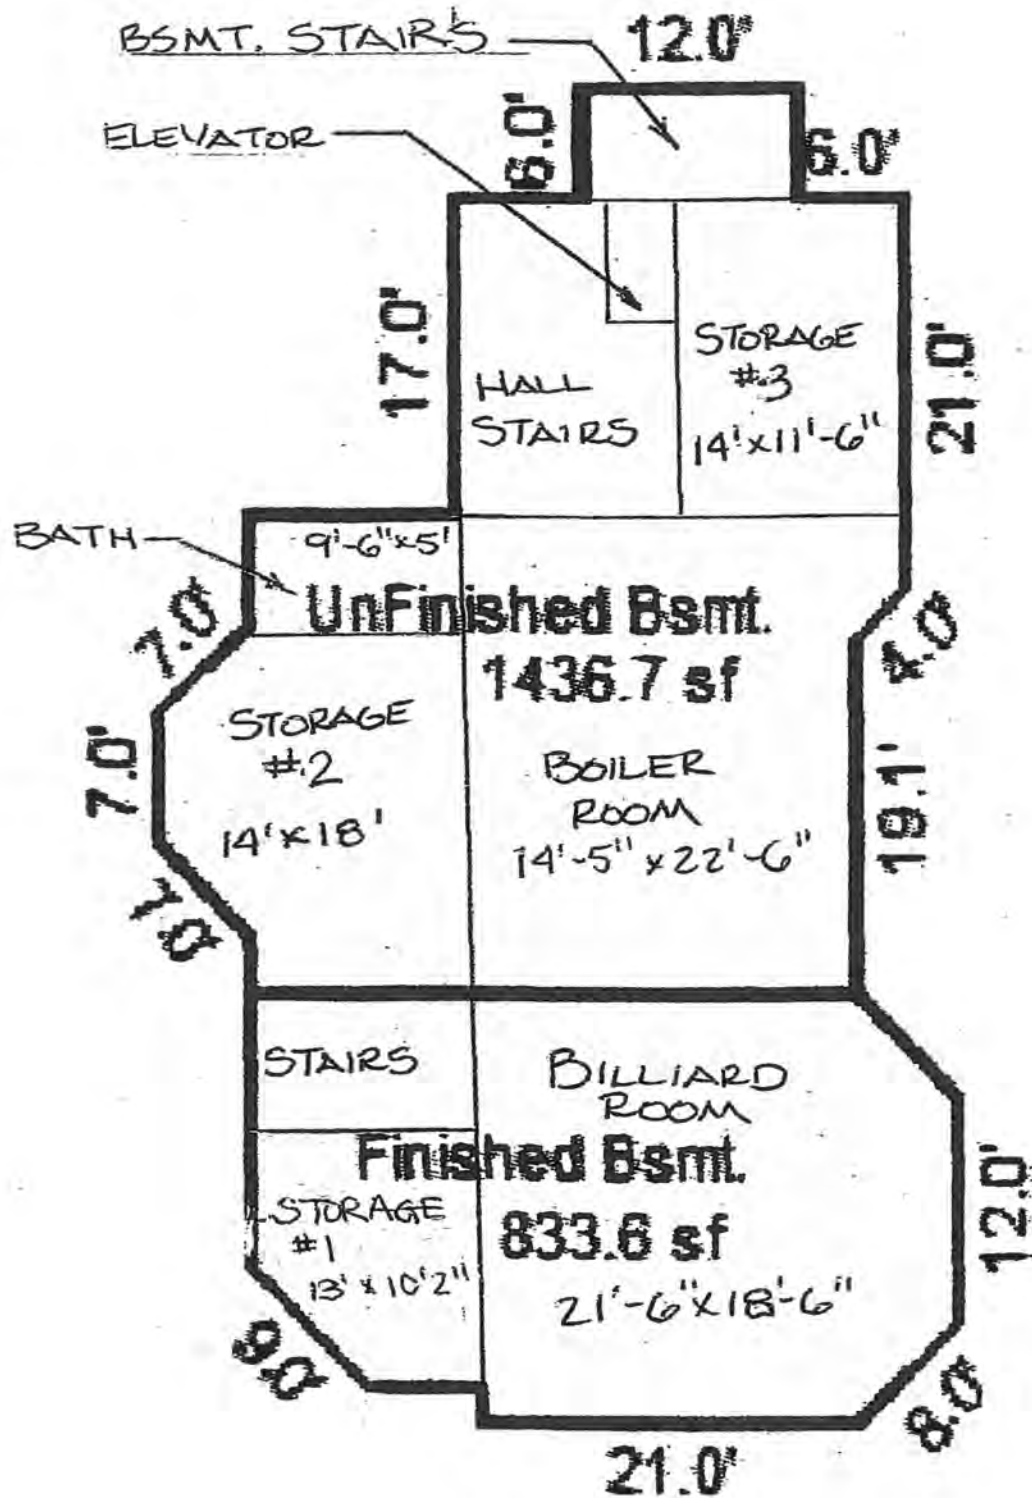 BSMT. STAIRS
12.0'
ELEVATOR
6.0'
6.0'
17.0'
STORAGE
#3
14'x11'-6"
21.0'
HALL
STAIRS
BATH
9'-6"x5'
UnFinished Bsmt.
1436.7 sf
7.0'
4.0'
STORAGE
#2
14'x18'
7.0'
BOILER
ROOM
14'-5"x22'-6"
19.1'
7.0'
STAIRS
BILLIARD
ROOM
Finished Bsmt.
833.6 sf
21'-6"x18'-6"
12.0'
STORAGE
#1
13'x10'2"
9.0'
8.0'
21.0'